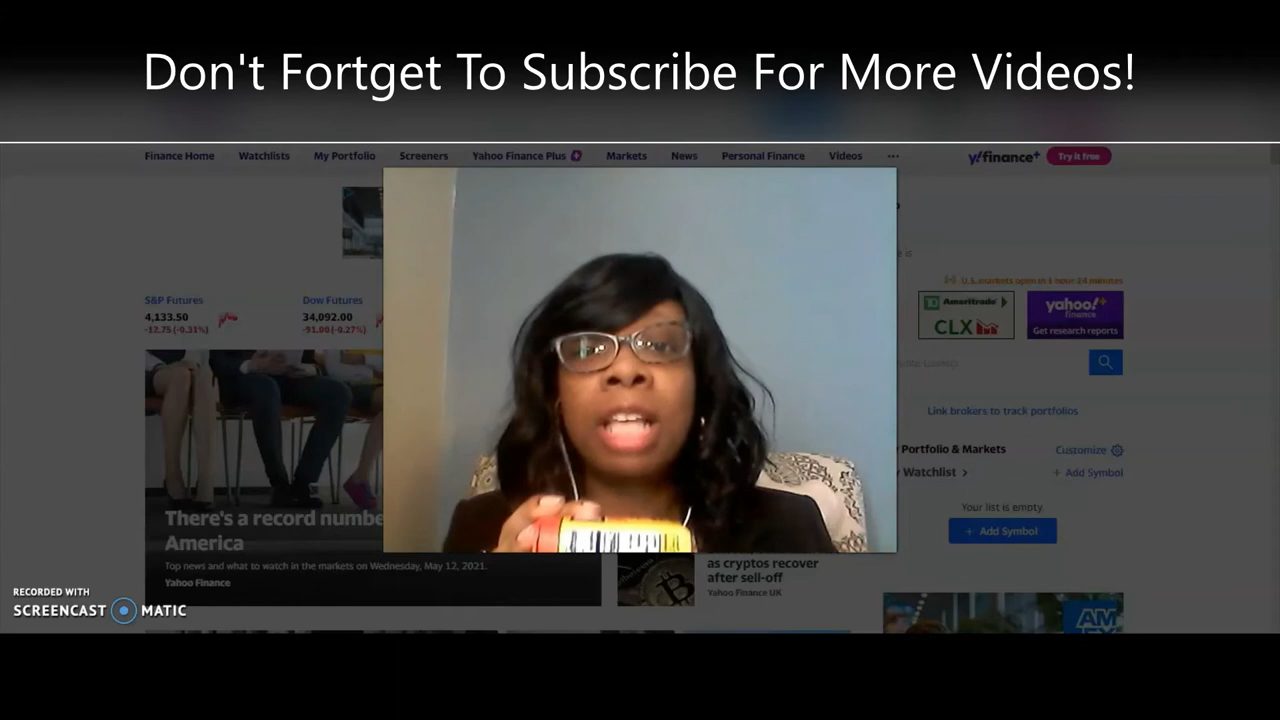 Don't Fortget To Subscribe For More Videos!
Finance Home Watchlists My Portfolio Screeners Yahoo Finance Plus Markets News Personal Finance Videos ...
y!finance+ Try it free
U.S. markets open in 1 hour 24 minutes
S&P Futures
4,133.50
-12.75 (-0.31%)
Dow Futures
34,092.00
-91.00 (-0.27%)
TD Ameritrade
CLX
yahoo!+
finance
Get research reports
Link brokers to track portfolios
Portfolio & Markets
Customize
Watchlist >
+ Add Symbol
Your list is empty.
+ Add Symbol
There's a record numbe
America
Top news and what to watch in the markets on Wednesday, May 12, 2021.
Yahoo Finance
as cryptos recover
after sell-off
Yahoo Finance UK
RECORDED WITH
SCREENCAST MATIC
AM
EX